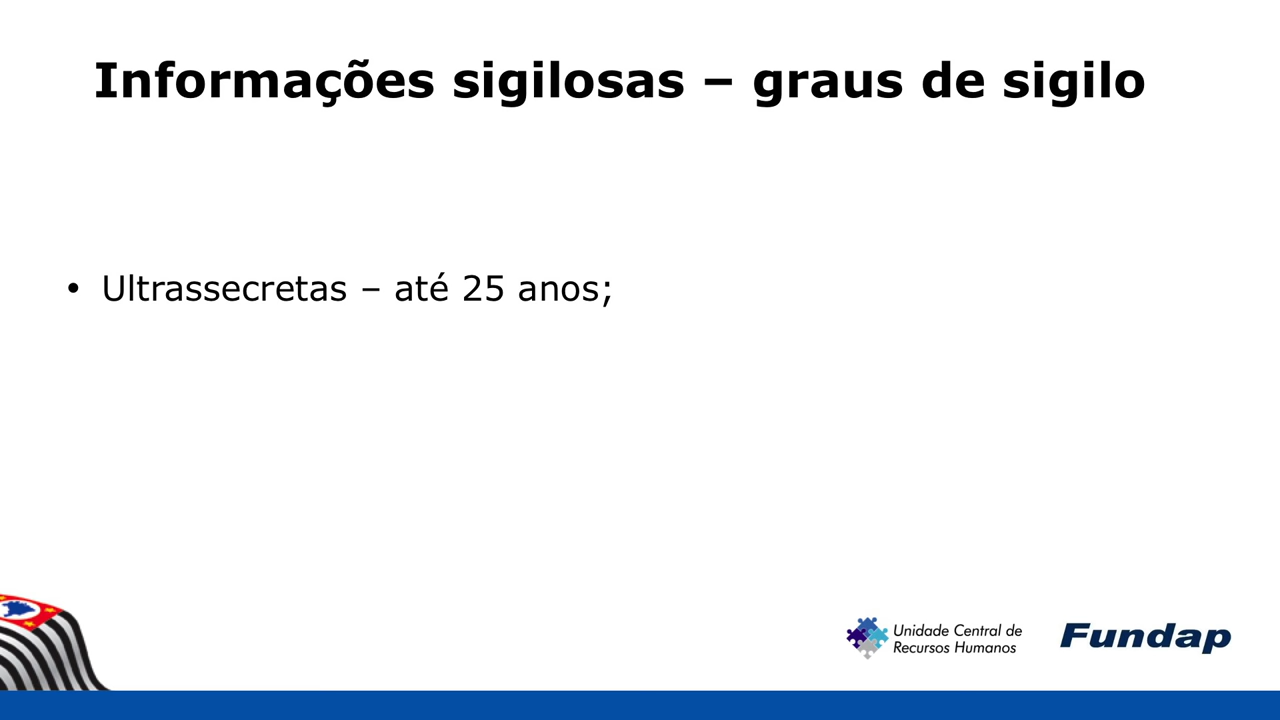 Informações sigilosas – graus de sigilo
• Ultrassecretas – até 25 anos;
Unidade Central de
Recursos Humanos
Fundap